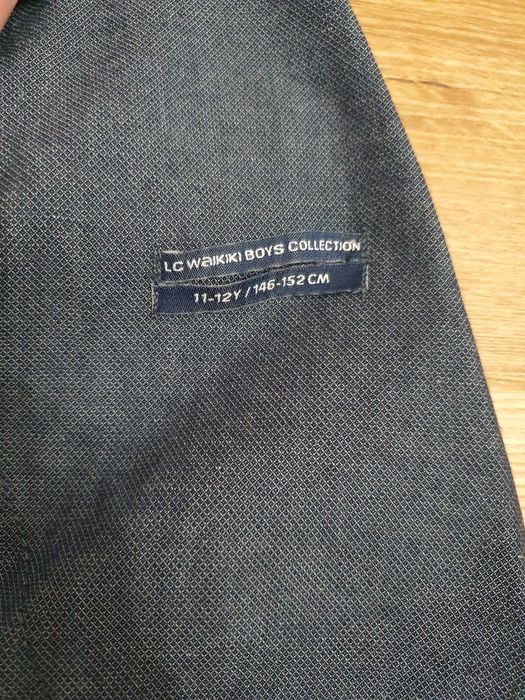 LC WaIKIKI BOYS COLLECTION
11-12Y / 146-152 CM